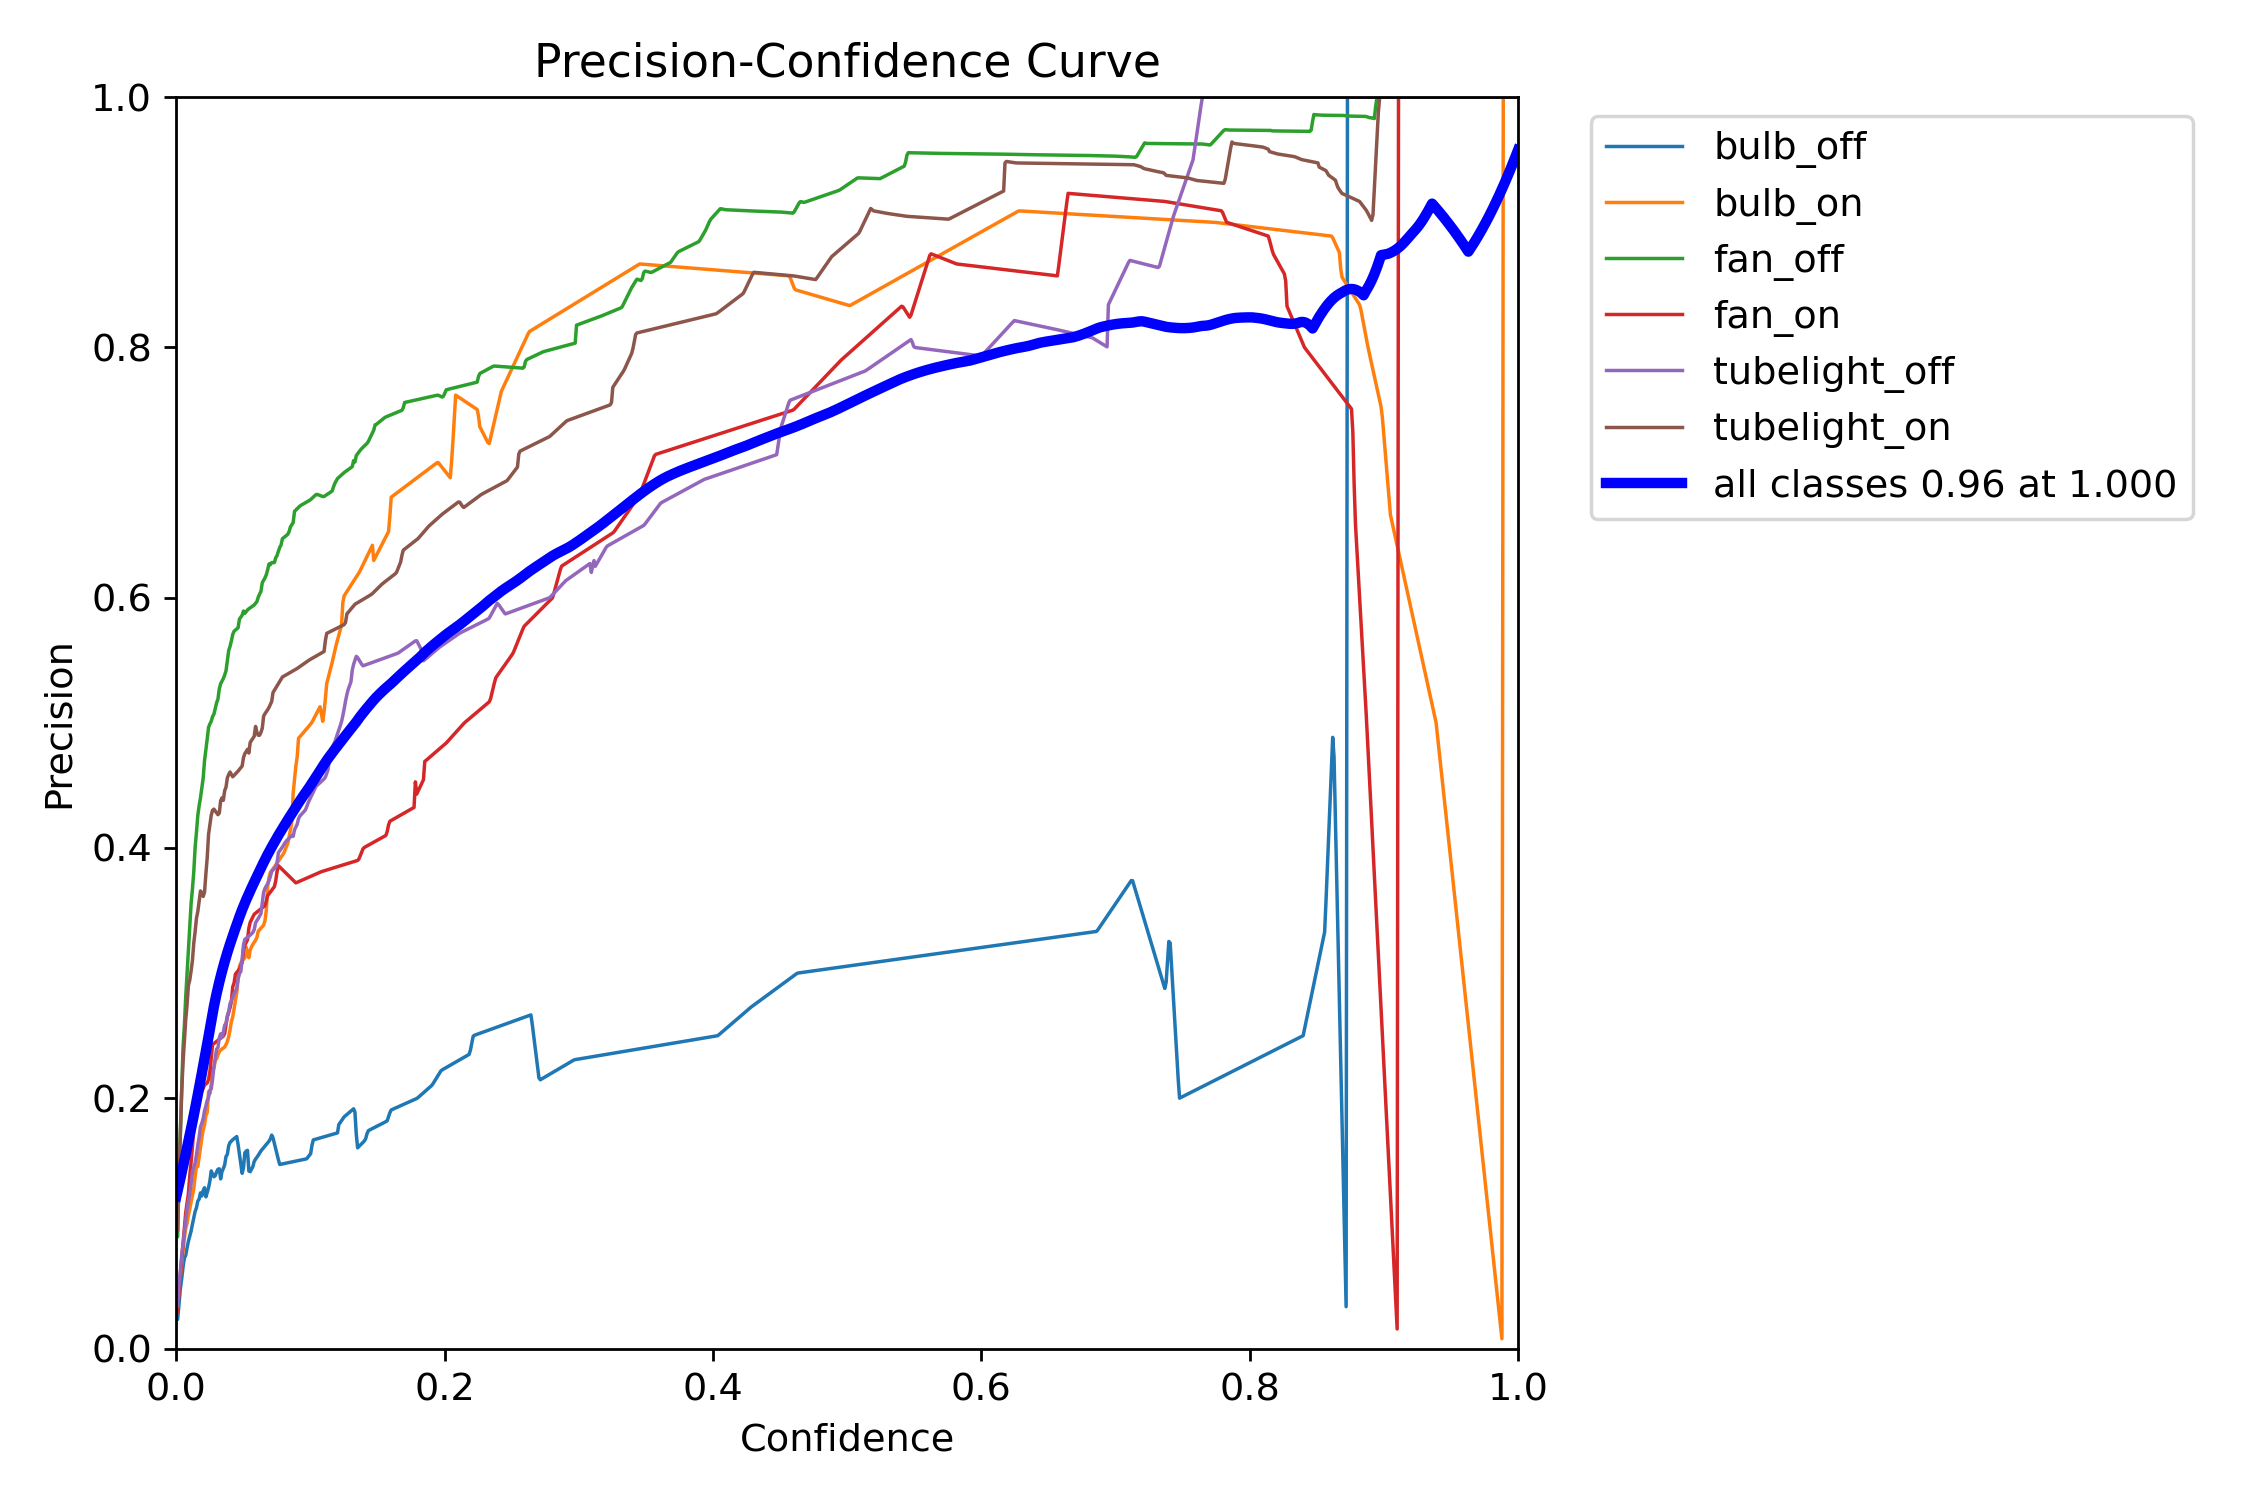 Precision-Confidence Curve
1.0
0.8
0.6
0.4
0.2
0.0
Precision
0.0 0.2 0.4 0.6 0.8 1.0
Confidence
bulb_off
bulb_on
fan_off
fan_on
tubelight_off
tubelight_on
all classes 0.96 at 1.000